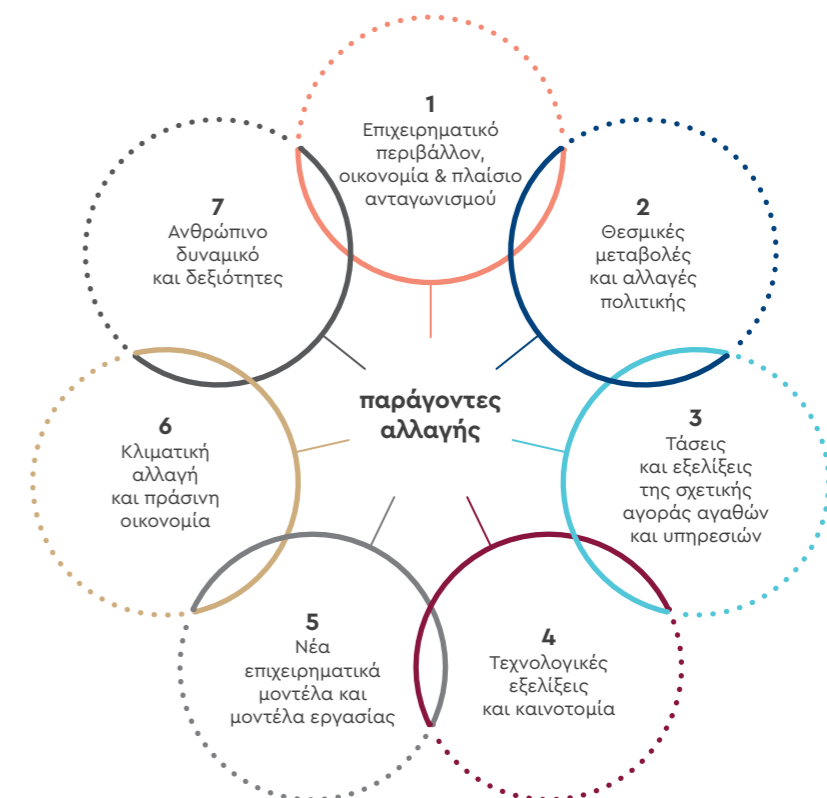 1
Επιχειρηματικό
περιβάλλον,
οικονομία & πλαίσιο
ανταγωνισμού
2
Θεσμικές
μεταβολές
και αλλαγές
πολιτικής
3
Τάσεις
και εξελίξεις
της σχετικής
αγοράς αγαθών
και υπηρεσιών
4
Τεχνολογικές
εξελίξεις
και καινοτομία
5
Νέα
επιχειρηματικά
μοντέλα και
μοντέλα εργασίας
6
Κλιματική
αλλαγή
και πράσινη
οικονομία
7
Ανθρώπινο
δυναμικό
και δεξιότητες
παράγοντες
αλλαγής